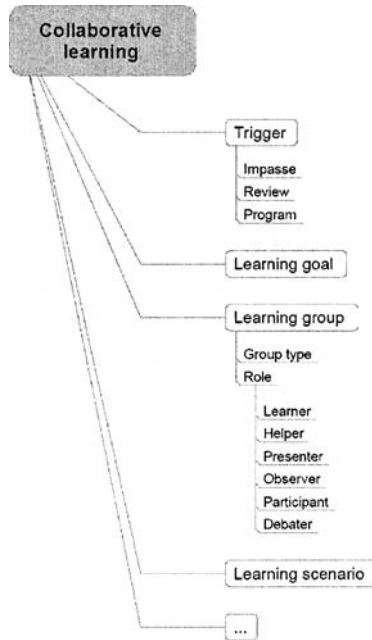 Collaborative
learning
Trigger
Impasse
Review
Program
Learning goal
Learning group
Group type
Role
Learner
Helper
Presenter
Observer
Participant
Debater
Learning scenario
...